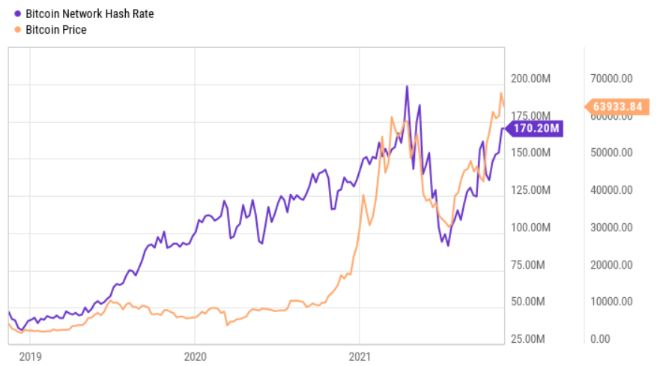 Bitcoin Network Hash Rate
Bitcoin Price
200.00M 70000.00
175.00M 60000.00
63933.84
170.20M
150.00M 50000.00
125.00M 40000.00
100.00M 30000.00
75.00M 20000.00
50.00M 10000.00
25.00M 0.00
2019 2020 2021